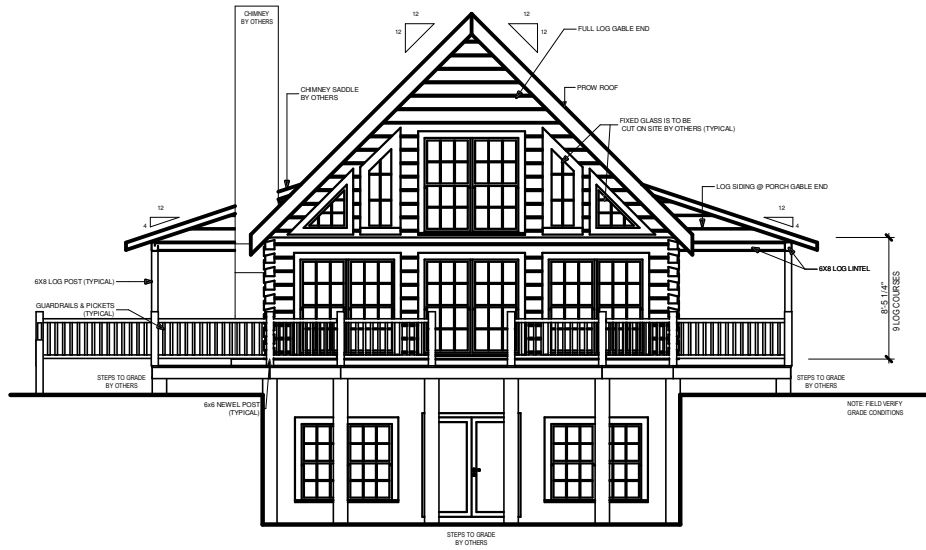 CHIMNEY
BY OTHERS
12
12
12
12
FULL LOG GABLE END
CHIMNEY SADDLE
BY OTHERS
PROW ROOF
FIXED GLASS IS TO BE
CUT ON SITE BY OTHERS (TYPICAL)
LOG SIDING @ PORCH GABLE END
12
4
12
4
6X8 LOG POST (TYPICAL)
6X8 LOG LINTEL
8'-5 1/4"
9 LOG COURSES
GUARDRAILS & PICKETS
(TYPICAL)
STEPS TO GRADE
BY OTHERS
STEPS TO GRADE
BY OTHERS
6x6 NEWEL POST
(TYPICAL)
NOTE: FIELD VERIFY
GRADE CONDITIONS
STEPS TO GRADE
BY OTHERS